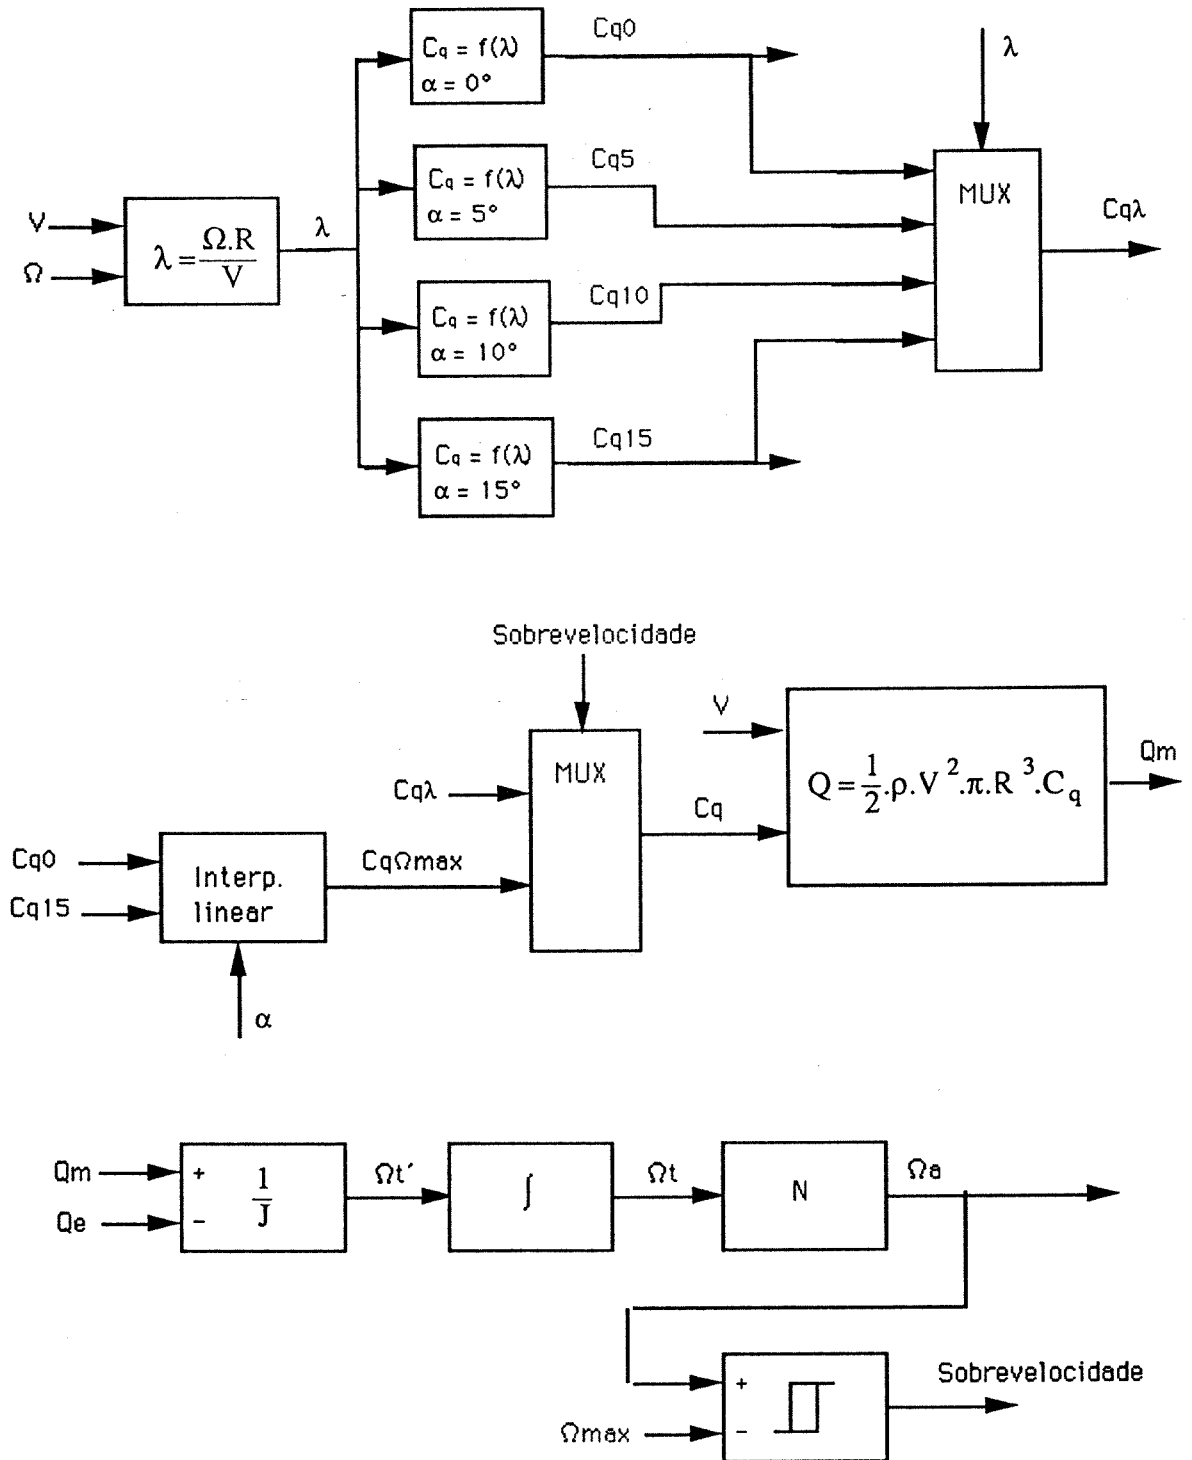 Cq = f(λ)
α = 0°
Cq0
λ
Cq = f(λ)
α = 5°
Cq5
MUX
Cqλ
V
Ω
λ = Ω.R / V
λ
Cq = f(λ)
α = 10°
Cq10
Cq = f(λ)
α = 15°
Cq15
Sobrevelocidade
V
MUX
Q = 1/2 .ρ.V².π.R³.Cq
Qm
Cqλ
Cq
Cq0
Cq15
Interp.
linear
CqΩmax
α
Qm
Qe
+
-
1/J
Ωt´
∫
Ωt
N
Ωa
+
-
Ωmax
Sobrevelocidade